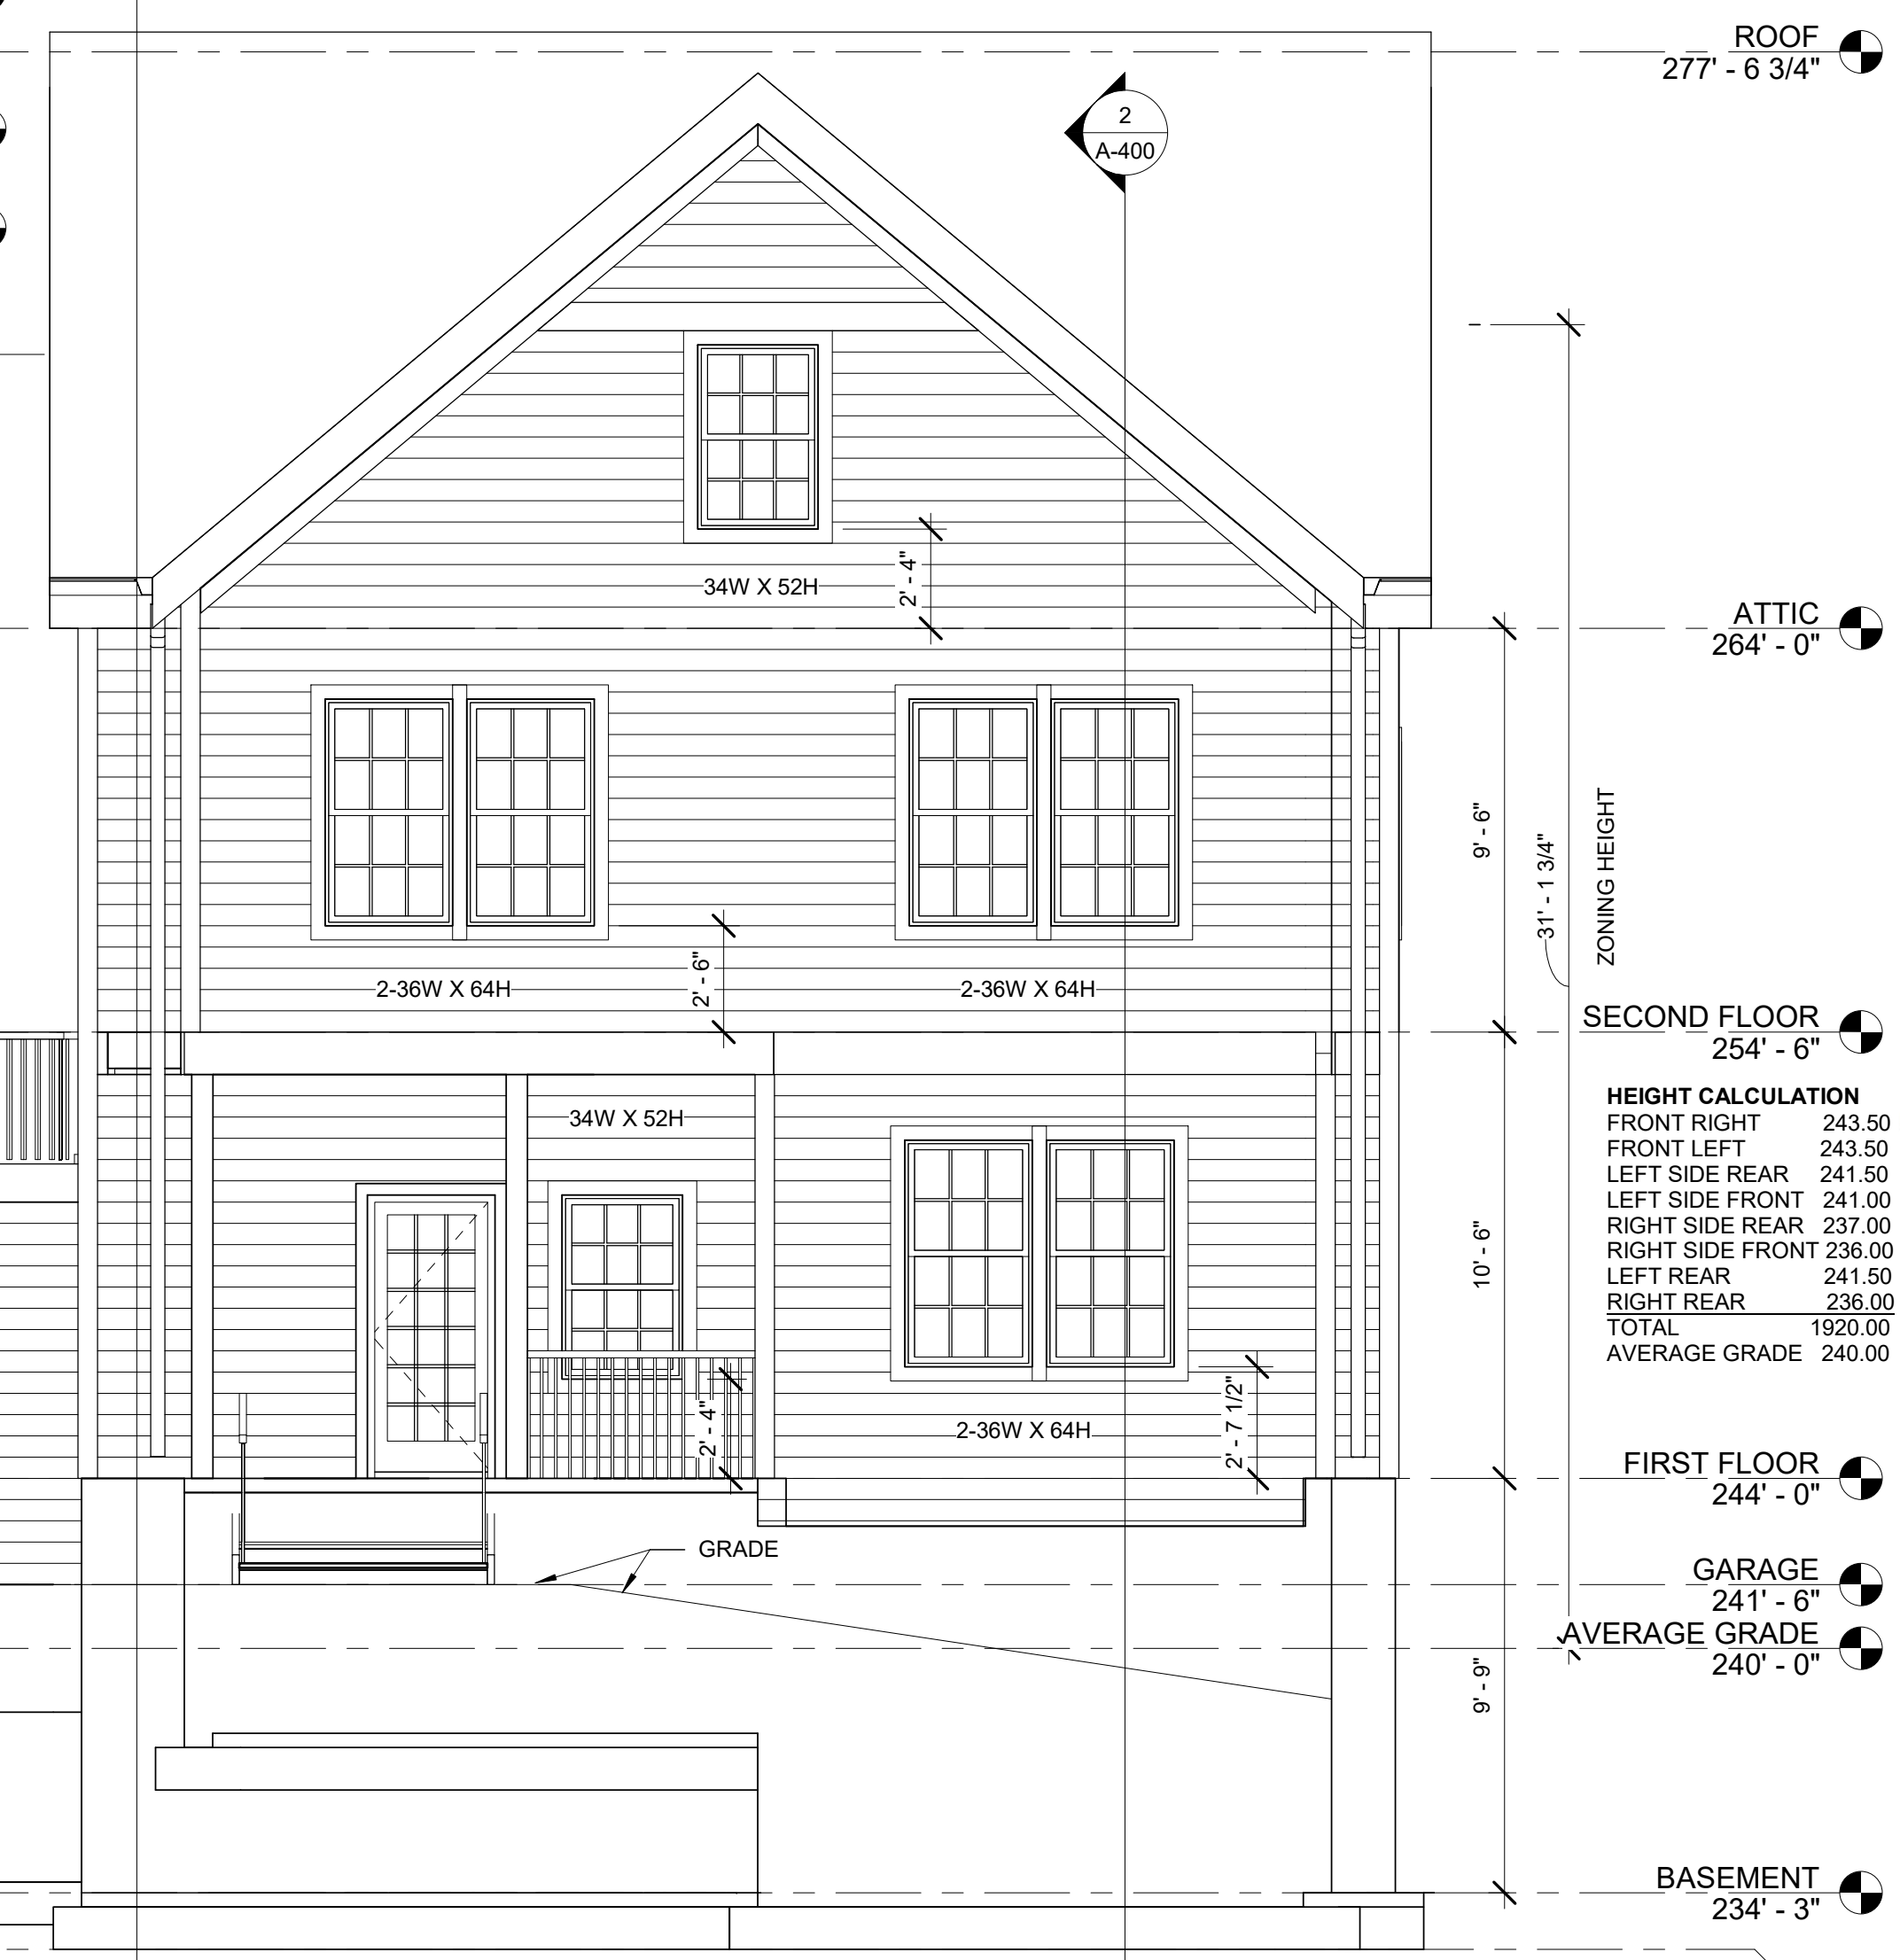 ROOF
277' - 6 3/4"
2
A-400
34W X 52H
2' - 4"
ATTIC
264' - 0"
9' - 6"
31' - 1 3/4"
ZONING HEIGHT
2-36W X 64H
2' - 6"
2-36W X 64H
SECOND FLOOR
254' - 6"
HEIGHT CALCULATION
FRONT RIGHT 243.50
FRONT LEFT 243.50
LEFT SIDE REAR 241.50
LEFT SIDE FRONT 241.00
RIGHT SIDE REAR 237.00
RIGHT SIDE FRONT 236.00
LEFT REAR 241.50
RIGHT REAR 236.00
TOTAL 1920.00
AVERAGE GRADE 240.00
34W X 52H
10' - 6"
2' - 4"
2-36W X 64H
2' - 7 1/2"
FIRST FLOOR
244' - 0"
GRADE
GARAGE
241' - 6"
AVERAGE GRADE
240' - 0"
9' - 9"
BASEMENT
234' - 3"